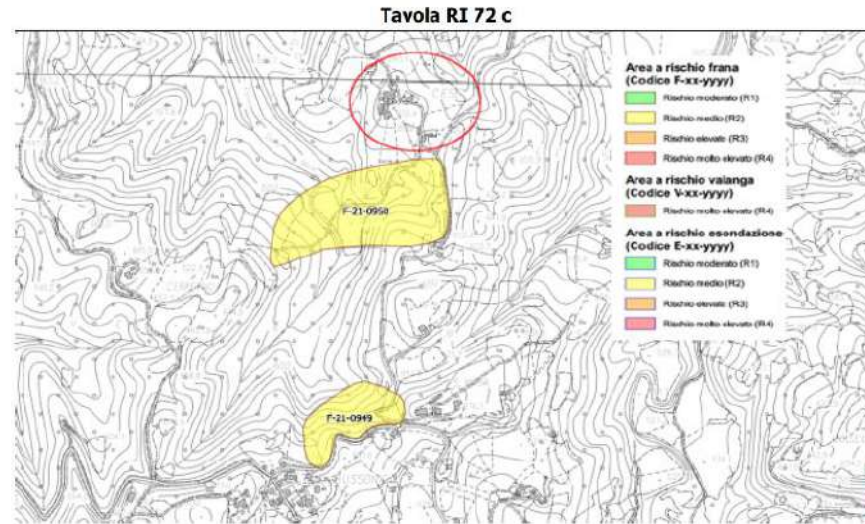 Tavola RI 72 c
Area a rischio frana
(Codice F-xx-yyyy)
Rischio moderato (R1)
Rischio medio (R2)
Rischio elevato (R3)
Rischio molto elevato (R4)
Area a rischio valanga
(Codice V-xx-yyyy)
Rischio molto elevato (R4)
Area a rischio esondazione
(Codice E-xx-yyyy)
Rischio moderato (R1)
Rischio medio (R2)
Rischio elevato (R3)
Rischio molto elevato (R4)
F-21-0950
F-21-0949